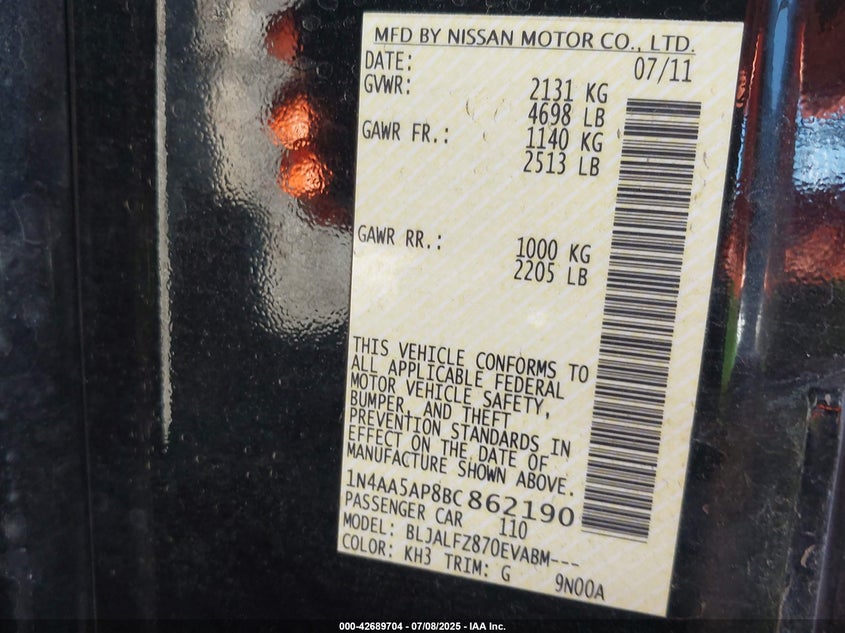 MFD BY NISSAN MOTOR CO., LTD.
DATE: 07/11
GVWR: 2131 KG
4698 LB
GAWR FR.: 1140 KG
2513 LB
GAWR RR.: 1000 KG
2205 LB
THIS VEHICLE CONFORMS TO
ALL APPLICABLE FEDERAL
MOTOR VEHICLE SAFETY,
BUMPER, AND THEFT
PREVENTION STANDARDS IN
EFFECT ON THE DATE OF
MANUFACTURE SHOWN ABOVE.
1N4AA5AP8BC862190
PASSENGER CAR 110
MODEL: BLJALFZ870EVABM---
COLOR: KH3 TRIM: G 9N00A
000-42689704 - 07/08/2025 - IAA Inc.